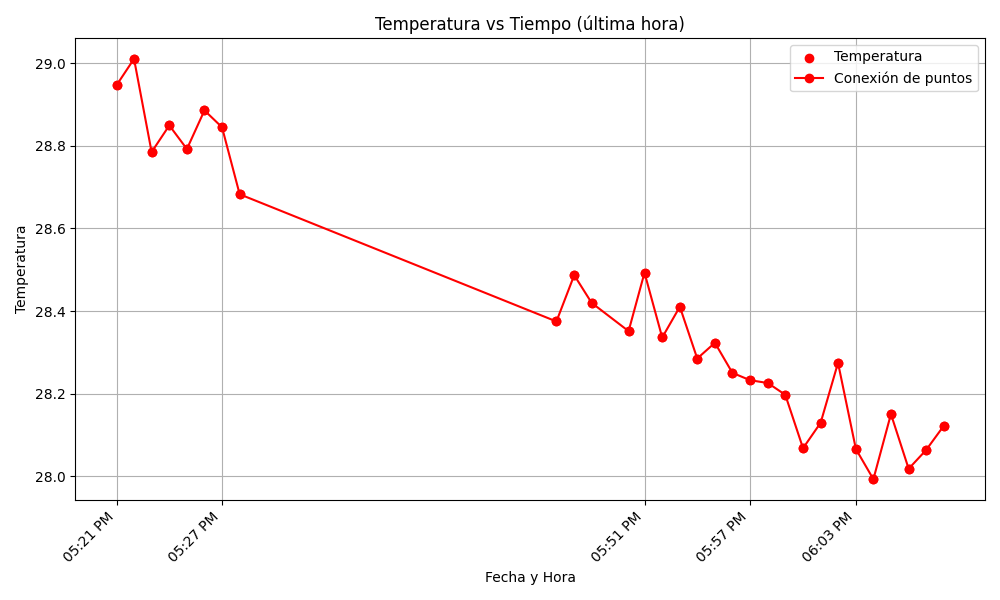 Temperatura vs Tiempo (última hora)
Temperatura
Conexión de puntos
29.0
28.8
28.6
28.4
28.2
28.0
Temperatura
05:21 PM
05:27 PM
05:51 PM
05:57 PM
06:03 PM
Fecha y Hora